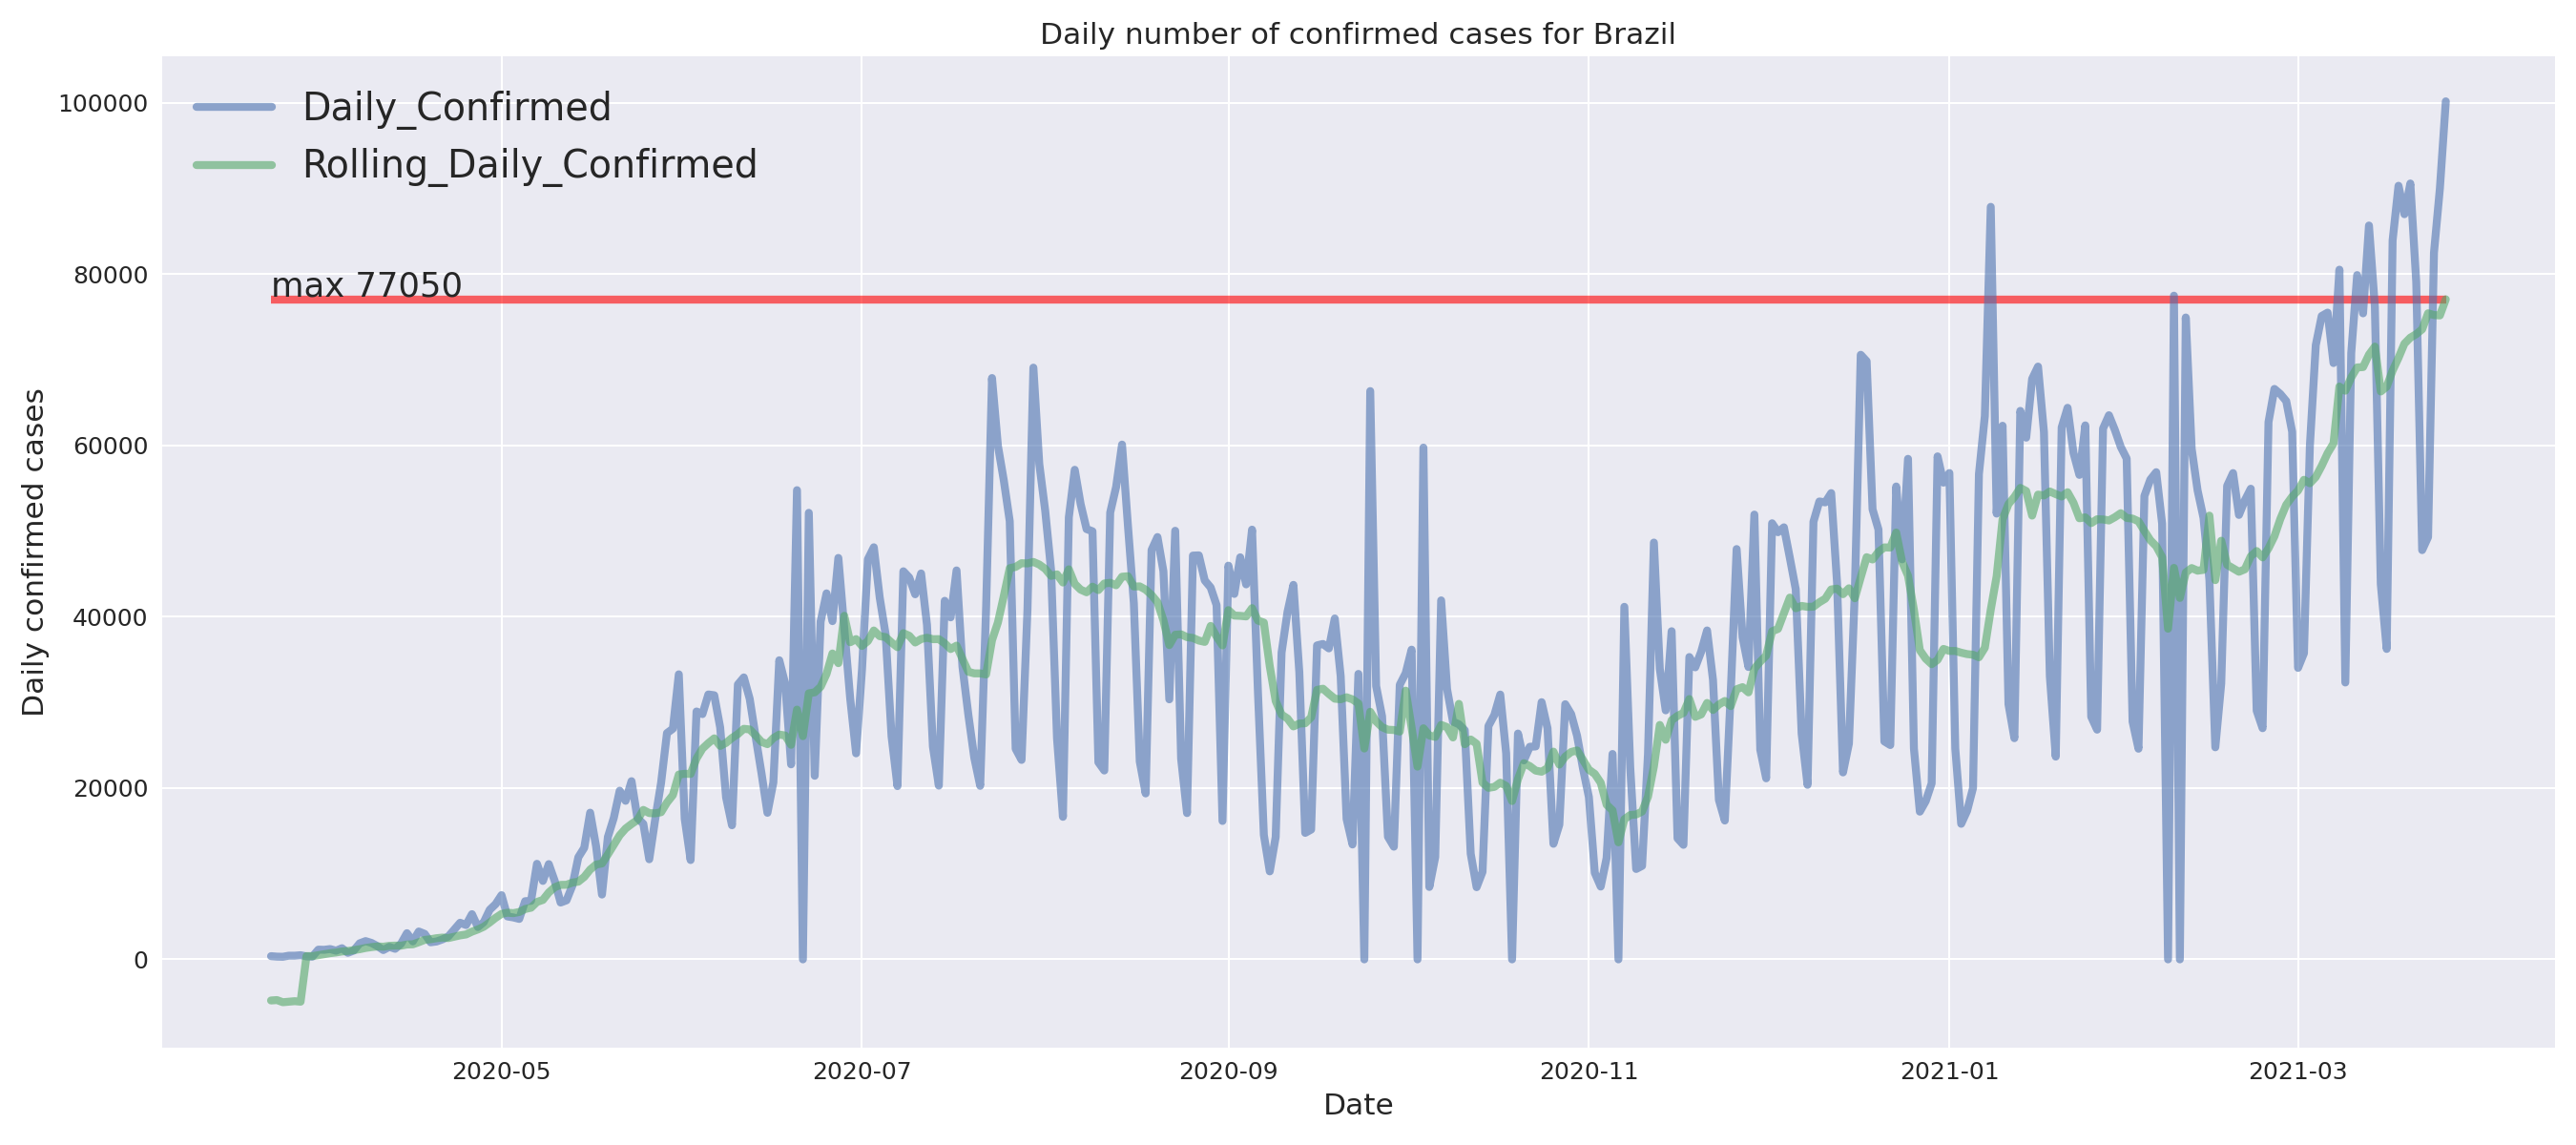 Daily number of confirmed cases for Brazil
Daily_Confirmed
Rolling_Daily_Confirmed
max 77050
Daily confirmed cases
100000
80000
60000
40000
20000
0
2020-05 2020-07 2020-09 2020-11 2021-01 2021-03
Date